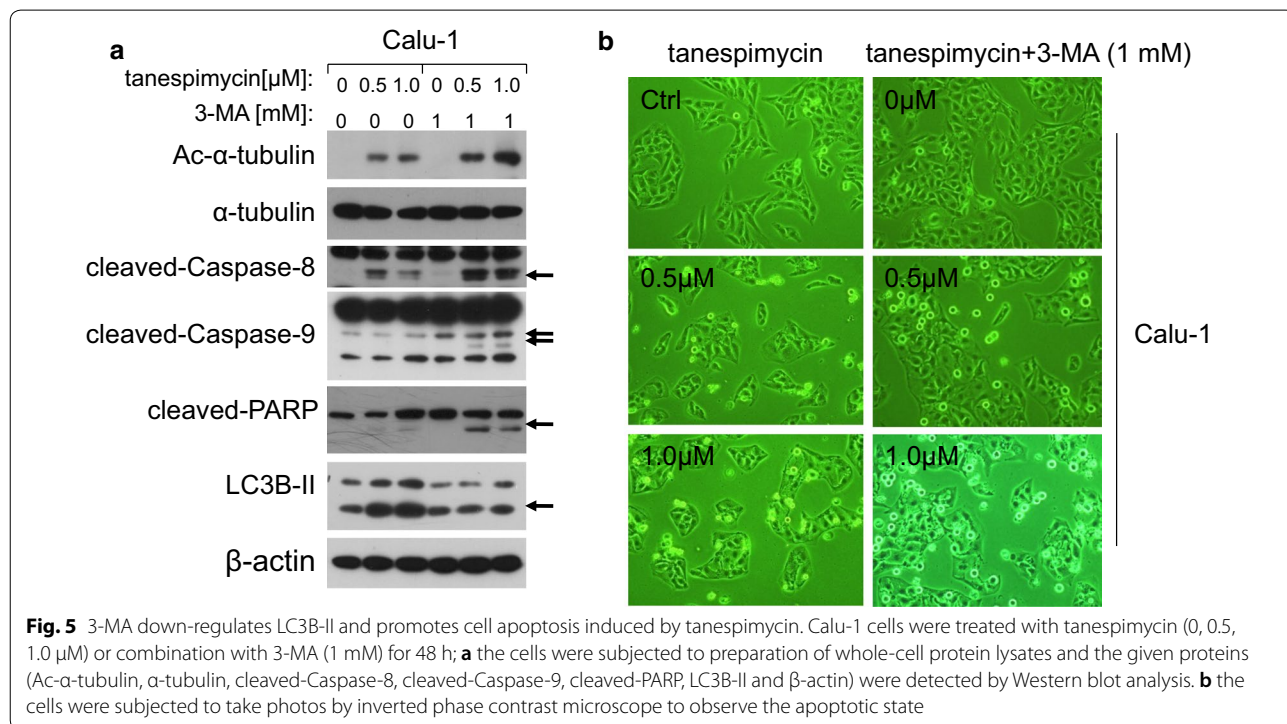 a
Calu-1
tanespimycin[µM]: 0 0.5 1.0 0 0.5 1.0
3-MA [mM]: 0 0 0 1 1 1
Ac-α-tubulin
α-tubulin
cleaved-Caspase-8
cleaved-Caspase-9
cleaved-PARP
LC3B-II
β-actin
b
tanespimycin tanespimycin+3-MA (1 mM)
Ctrl 0µM
0.5µM 0.5µM
1.0µM 1.0µM
Calu-1
Fig. 5 3-MA down-regulates LC3B-II and promotes cell apoptosis induced by tanespimycin. Calu-1 cells were treated with tanespimycin (0, 0.5,
1.0 µM) or combination with 3-MA (1 mM) for 48 h; a the cells were subjected to preparation of whole-cell protein lysates and the given proteins
(Ac-α-tubulin, α-tubulin, cleaved-Caspase-8, cleaved-Caspase-9, cleaved-PARP, LC3B-II and β-actin) were detected by Western blot analysis. b the
cells were subjected to take photos by inverted phase contrast microscope to observe the apoptotic state